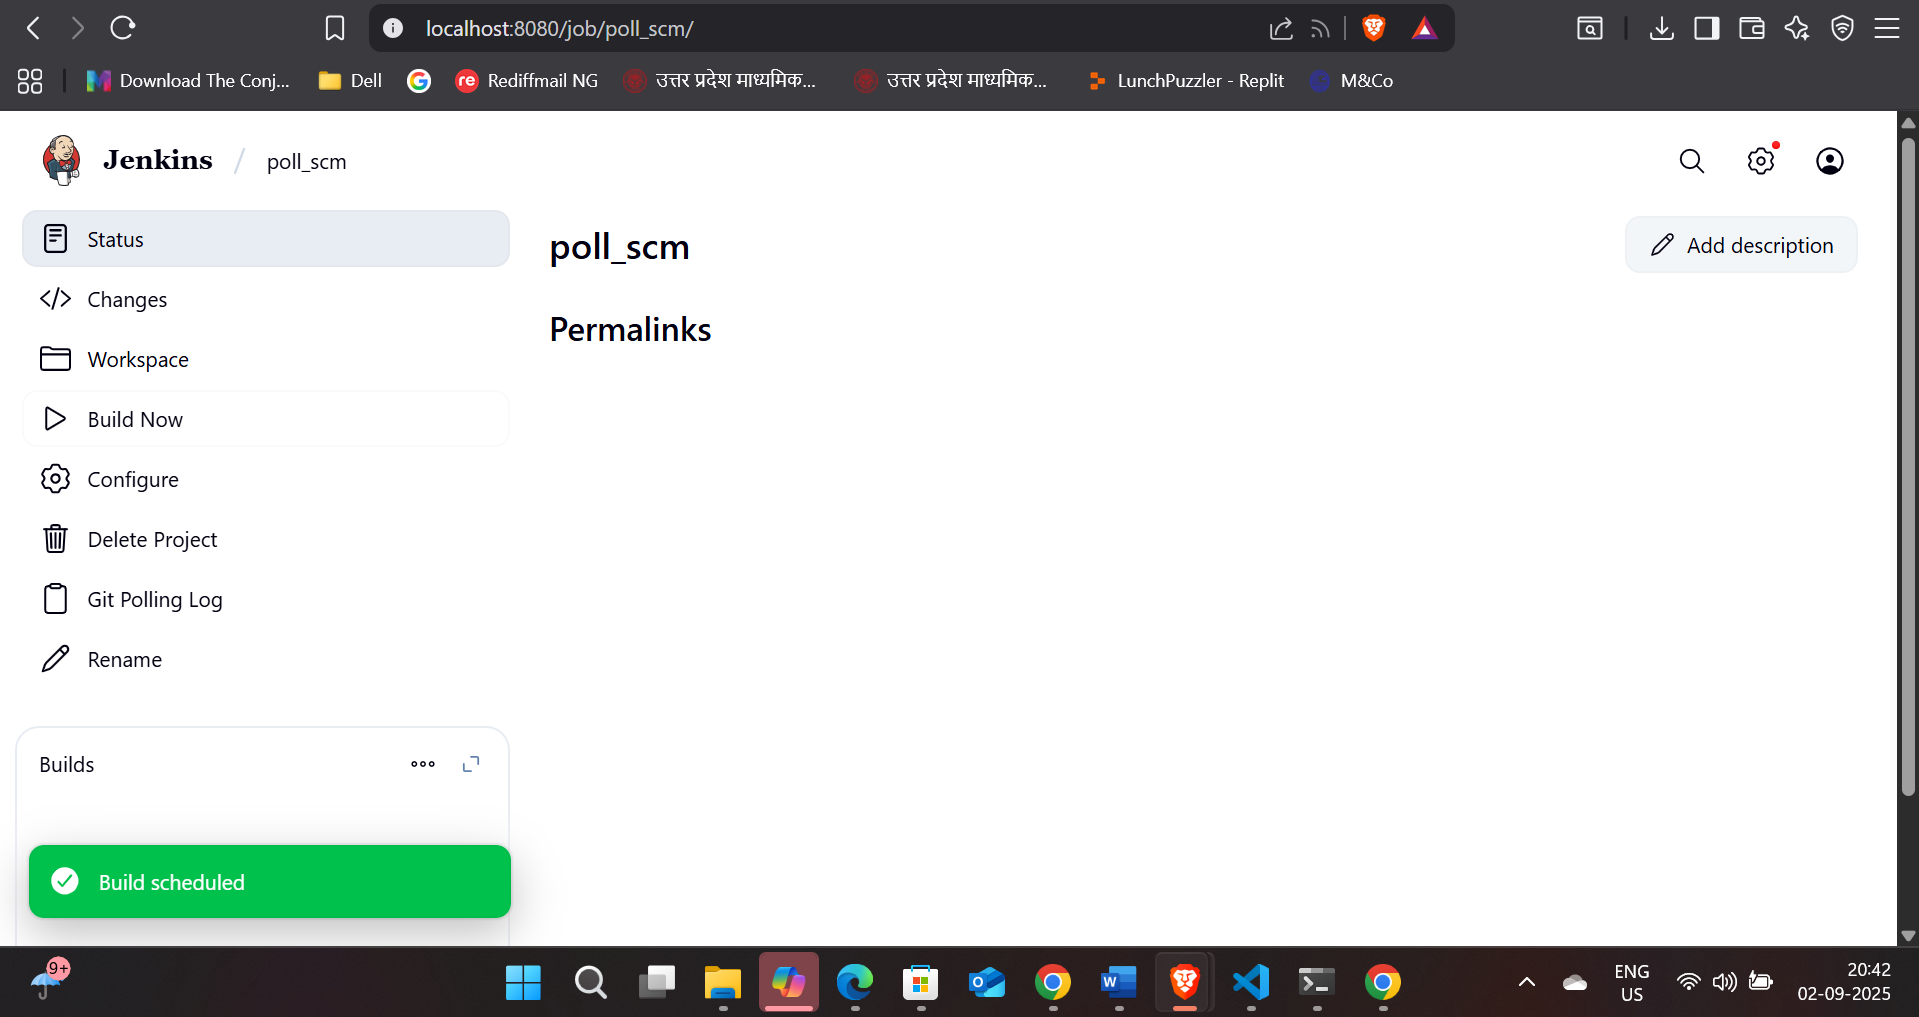 localhost:8080/job/poll_scm/
Download The Conj...
Dell
Rediffmail NG
उत्तर प्रदेश माध्यमिक...
उत्तर प्रदेश माध्यमिक...
LunchPuzzler - Replit
M&Co
Jenkins / poll_scm
Status
Changes
Workspace
Build Now
Configure
Delete Project
Git Polling Log
Rename
poll_scm
Add description
Permalinks
Builds
Build scheduled
9+
ENG
US
20:42
02-09-2025